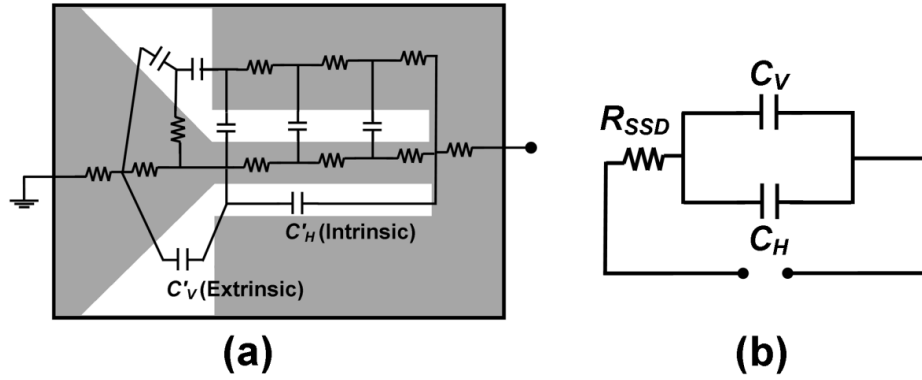 C'H (Intrinsic)
C'V (Extrinsic)
(a)
CV
RSSD
CH
(b)